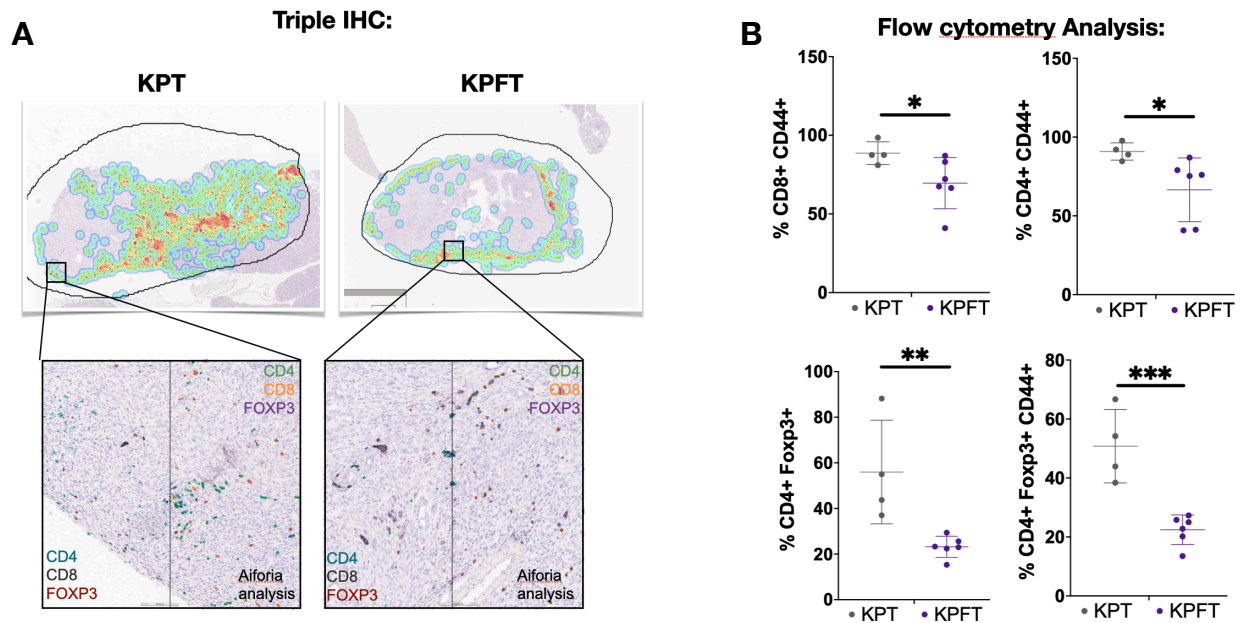 A
Triple IHC:
KPT
KPFT
CD4
CD8
FOXP3
CD4
CD8
FOXP3
Aiforia
analysis
CD4
CD8
FOXP3
CD4
CD8
FOXP3
Aiforia
analysis
B
Flow cytometry Analysis:
% CD8+ CD44+
150
100
50
0
*
KPT
KPFT
% CD4+ CD44+
150
100
50
0
*
KPT
KPFT
% CD4+ Foxp3+
100
80
60
40
20
0
**
KPT
KPFT
% CD4+ Foxp3+ CD44+
80
60
40
20
0
***
KPT
KPFT